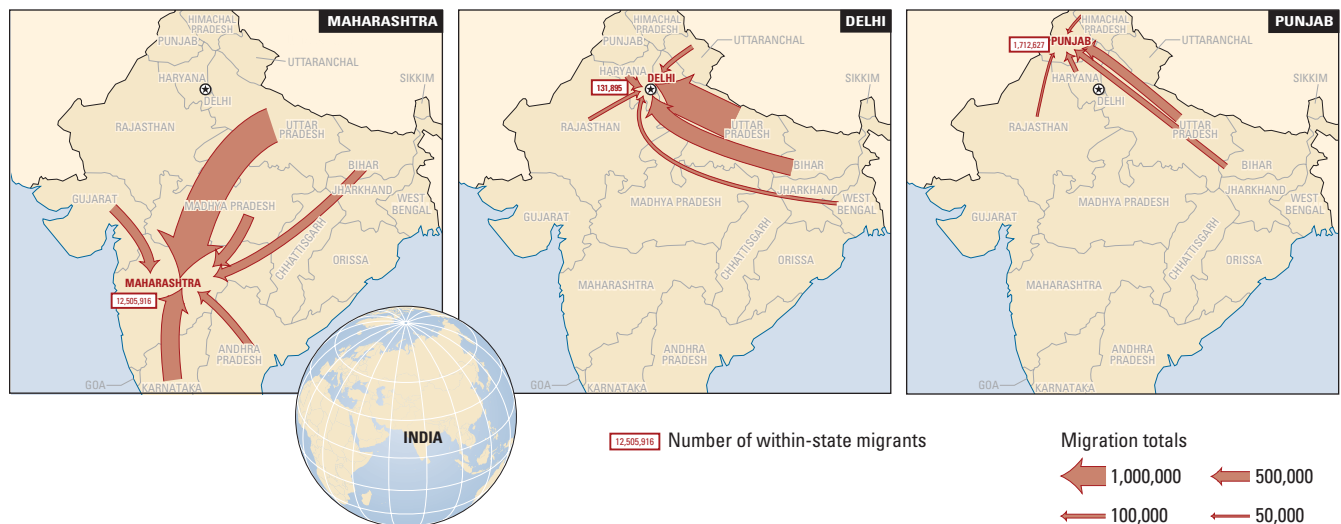 MAHARASHTRA
HIMACHAL
PRADESH
PUNJAB
UTTARANCHAL
HARYANA
DELHI
SIKKIM
RAJASTHAN
UTTAR
PRADESH
BIHAR
JHARKHAND
WEST
BENGAL
GUJARAT
MADHYA PRADESH
CHHATTISGARH
ORISSA
MAHARASHTRA
12,505,916
ANDHRA
PRADESH
GOA
KARNATAKA
DELHI
HIMACHAL
PRADESH
PUNJAB
UTTARANCHAL
HARYANA
DELHI
131,895
SIKKIM
RAJASTHAN
UTTAR
PRADESH
BIHAR
JHARKHAND
WEST
BENGAL
GUJARAT
MADHYA PRADESH
CHHATTISGARH
ORISSA
MAHARASHTRA
ANDHRA
PRADESH
GOA
KARNATAKA
PUNJAB
HIMACHAL
PRADESH
PUNJAB
1,712,627
UTTARANCHAL
HARYANA
DELHI
SIKKIM
RAJASTHAN
UTTAR
PRADESH
BIHAR
JHARKHAND
WEST
BENGAL
GUJARAT
MADHYA PRADESH
CHHATTISGARH
ORISSA
MAHARASHTRA
ANDHRA
PRADESH
GOA
KARNATAKA
INDIA
12,505,916 Number of within-state migrants
Migration totals
1,000,000
500,000
100,000
50,000